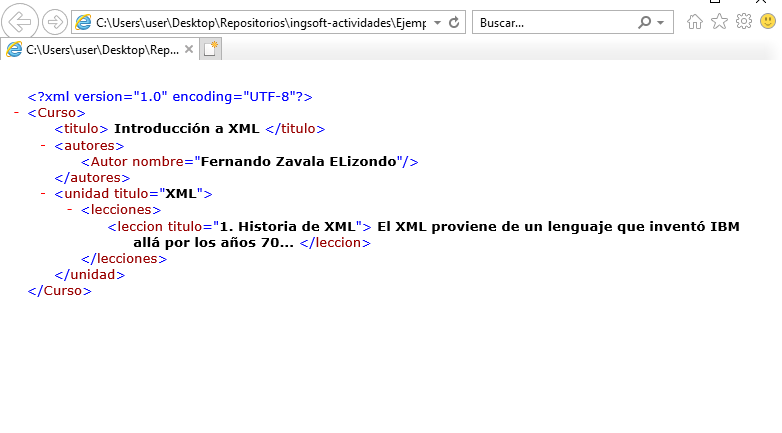 C:\Users\user\Desktop\Repositorios\ingsoft-actividades\Ejemp
Buscar...
C:\Users\user\Desktop\Rep...
<?xml version="1.0" encoding="UTF-8"?>
- <Curso>
<titulo> Introducción a XML </titulo>
- <autores>
<Autor nombre="Fernando Zavala ELizondo"/>
</autores>
- <unidad titulo="XML">
- <lecciones>
<leccion titulo="1. Historia de XML"> El XML proviene de un lenguaje que inventó IBM
allá por los años 70... </leccion>
</lecciones>
</unidad>
</Curso>